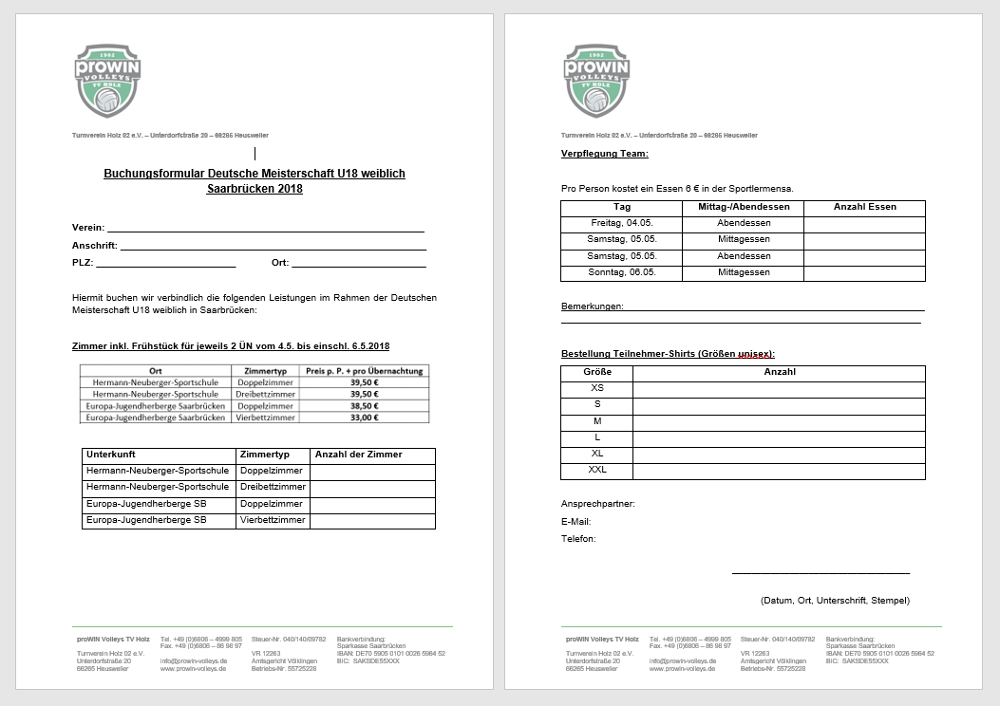 1902
proWIN
VOLLEYS
TV HOLZ
Turnverein Holz 02 e.V. – Unterdorfstraße 20 – 66265 Heusweiler
Buchungsformular Deutsche Meisterschaft U18 weiblich
Saarbrücken 2018
Verein:
Anschrift:
PLZ: Ort:
Hiermit buchen wir verbindlich die folgenden Leistungen im Rahmen der Deutschen
Meisterschaft U18 weiblich in Saarbrücken:
Zimmer inkl. Frühstück für jeweils 2 ÜN vom 4.5. bis einschl. 6.5.2018
Ort Zimmertyp Preis p. P. + pro Übernachtung
Hermann-Neuberger-Sportschule Doppelzimmer 39,50 €
Hermann-Neuberger-Sportschule Dreibettzimmer 39,50 €
Europa-Jugendherberge Saarbrücken Doppelzimmer 38,50 €
Europa-Jugendherberge Saarbrücken Vierbettzimmer 33,00 €
Unterkunft Zimmertyp Anzahl der Zimmer
Hermann-Neuberger-Sportschule Doppelzimmer
Hermann-Neuberger-Sportschule Dreibettzimmer
Europa-Jugendherberge SB Doppelzimmer
Europa-Jugendherberge SB Vierbettzimmer
proWIN Volleys TV Holz Tel. +49 (0)6806 – 4999 805 Steuer-Nr. 040/140/09782 Bankverbindung:
Fax. +49 (0)6806 – 86 98 97 Sparkasse Saarbrücken
Turnverein Holz 02 e.V. VR 12263 IBAN: DE70 5905 0101 0026 5964 52
Unterdorfstraße 20 info@prowin-volleys.de Amtsgericht Völklingen BIC: SAKSDE55XXX
66265 Heusweiler www.prowin-volleys.de Betriebs-Nr. 55725228
1902
proWIN
VOLLEYS
TV HOLZ
Turnverein Holz 02 e.V. – Unterdorfstraße 20 – 66265 Heusweiler
Verpflegung Team:
Pro Person kostet ein Essen 6 € in der Sportlermensa.
Tag Mittag-/Abendessen Anzahl Essen
Freitag, 04.05. Abendessen
Samstag, 05.05. Mittagessen
Samstag, 05.05. Abendessen
Sonntag, 06.05. Mittagessen
Bemerkungen:
Bestellung Teilnehmer-Shirts (Größen unisex):
Größe Anzahl
XS
S
M
L
XL
XXL
Ansprechpartner:
E-Mail:
Telefon:
(Datum, Ort, Unterschrift, Stempel)
proWIN Volleys TV Holz Tel. +49 (0)6806 – 4999 805 Steuer-Nr. 040/140/09782 Bankverbindung:
Fax. +49 (0)6806 – 86 98 97 Sparkasse Saarbrücken
Turnverein Holz 02 e.V. VR 12263 IBAN: DE70 5905 0101 0026 5964 52
Unterdorfstraße 20 info@prowin-volleys.de Amtsgericht Völklingen BIC: SAKSDE55XXX
66265 Heusweiler www.prowin-volleys.de Betriebs-Nr. 55725228